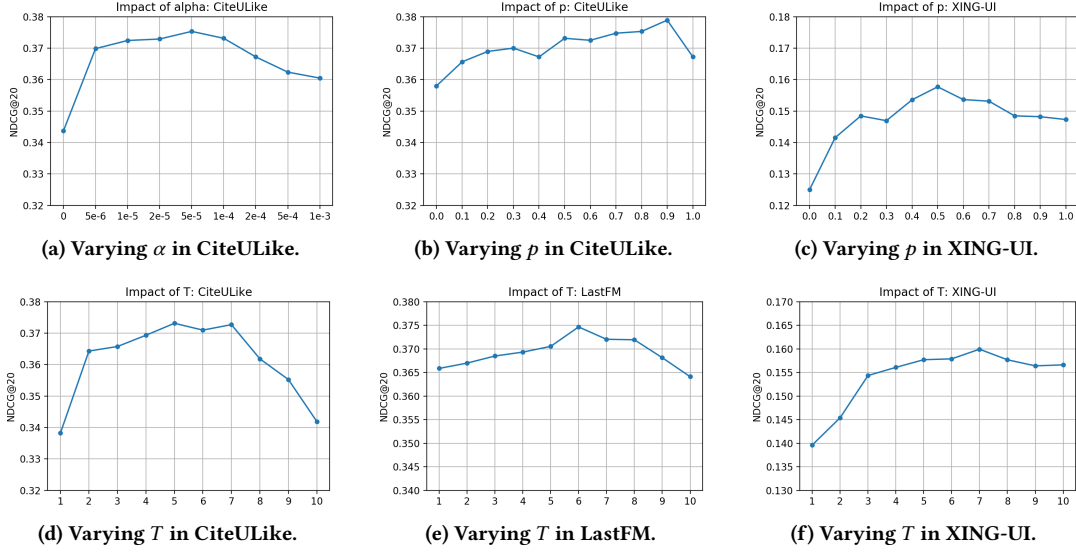 Impact of alpha: CiteULike
NDCG@20
0.38
0.37
0.36
0.35
0.34
0.33
0.32
0 5e-6 1e-5 2e-5 5e-5 1e-4 2e-4 5e-4 1e-3
(a) Varying α in CiteULike.
Impact of p: CiteULike
NDCG@20
0.38
0.37
0.36
0.35
0.34
0.33
0.32
0.0 0.1 0.2 0.3 0.4 0.5 0.6 0.7 0.8 0.9 1.0
(b) Varying p in CiteULike.
Impact of p: XING-UI
NDCG@20
0.18
0.17
0.16
0.15
0.14
0.13
0.12
0.0 0.1 0.2 0.3 0.4 0.5 0.6 0.7 0.8 0.9 1.0
(c) Varying p in XING-UI.
Impact of T: CiteULike
NDCG@20
0.38
0.37
0.36
0.35
0.34
0.33
0.32
1 2 3 4 5 6 7 8 9 10
(d) Varying T in CiteULike.
Impact of T: LastFM
NDCG@20
0.380
0.375
0.370
0.365
0.360
0.355
0.350
0.345
0.340
1 2 3 4 5 6 7 8 9 10
(e) Varying T in LastFM.
Impact of T: XING-UI
NDCG@20
0.170
0.165
0.160
0.155
0.150
0.145
0.140
0.135
0.130
1 2 3 4 5 6 7 8 9 10
(f) Varying T in XING-UI.